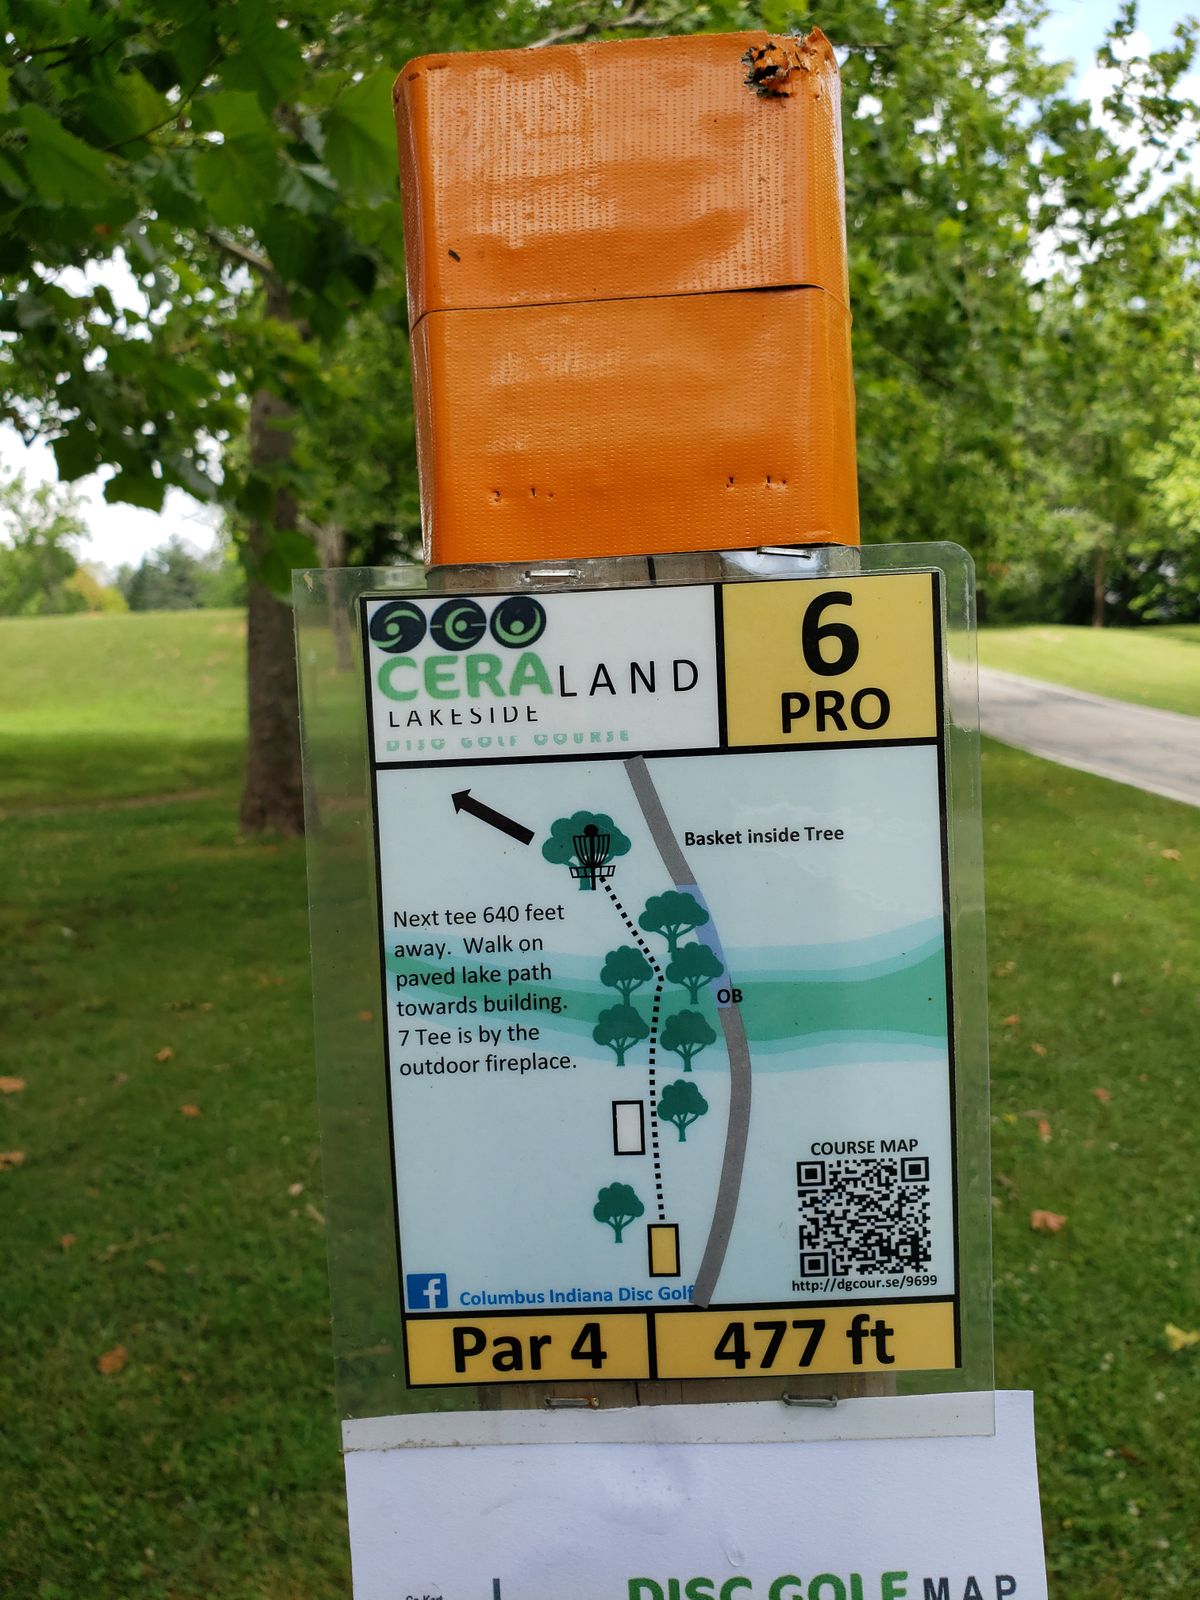 CERALAND
LAKESIDE
DISC GOLF COURSE
6
PRO
Basket inside Tree
Next tee 640 feet
away. Walk on
paved lake path
towards building.
7 Tee is by the
outdoor fireplace.
OB
COURSE MAP
http://dgcour.se/9699
f
Columbus Indiana Disc Golf
Par 4
477 ft
DISC GOLF MAP